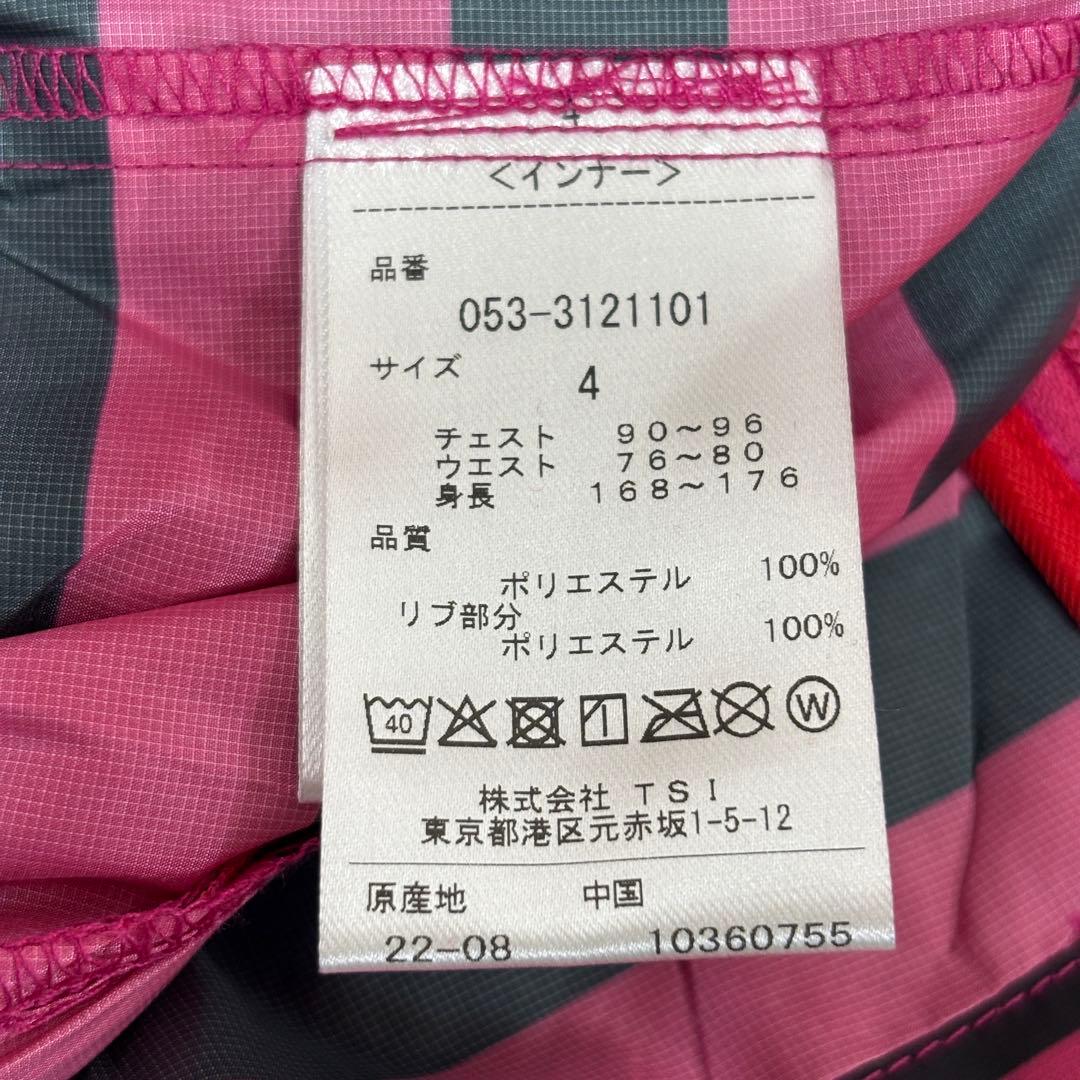 4
<インナー>
品番
053-3121101
サイズ
4
チェスト 90～96
ウエスト 76～80
身長 168～176
品質
ポリエステル 100%
リブ部分
ポリエステル 100%
40
W
株式会社 TSI
東京都港区元赤坂1-5-12
原産地 中国
22-08 10360755